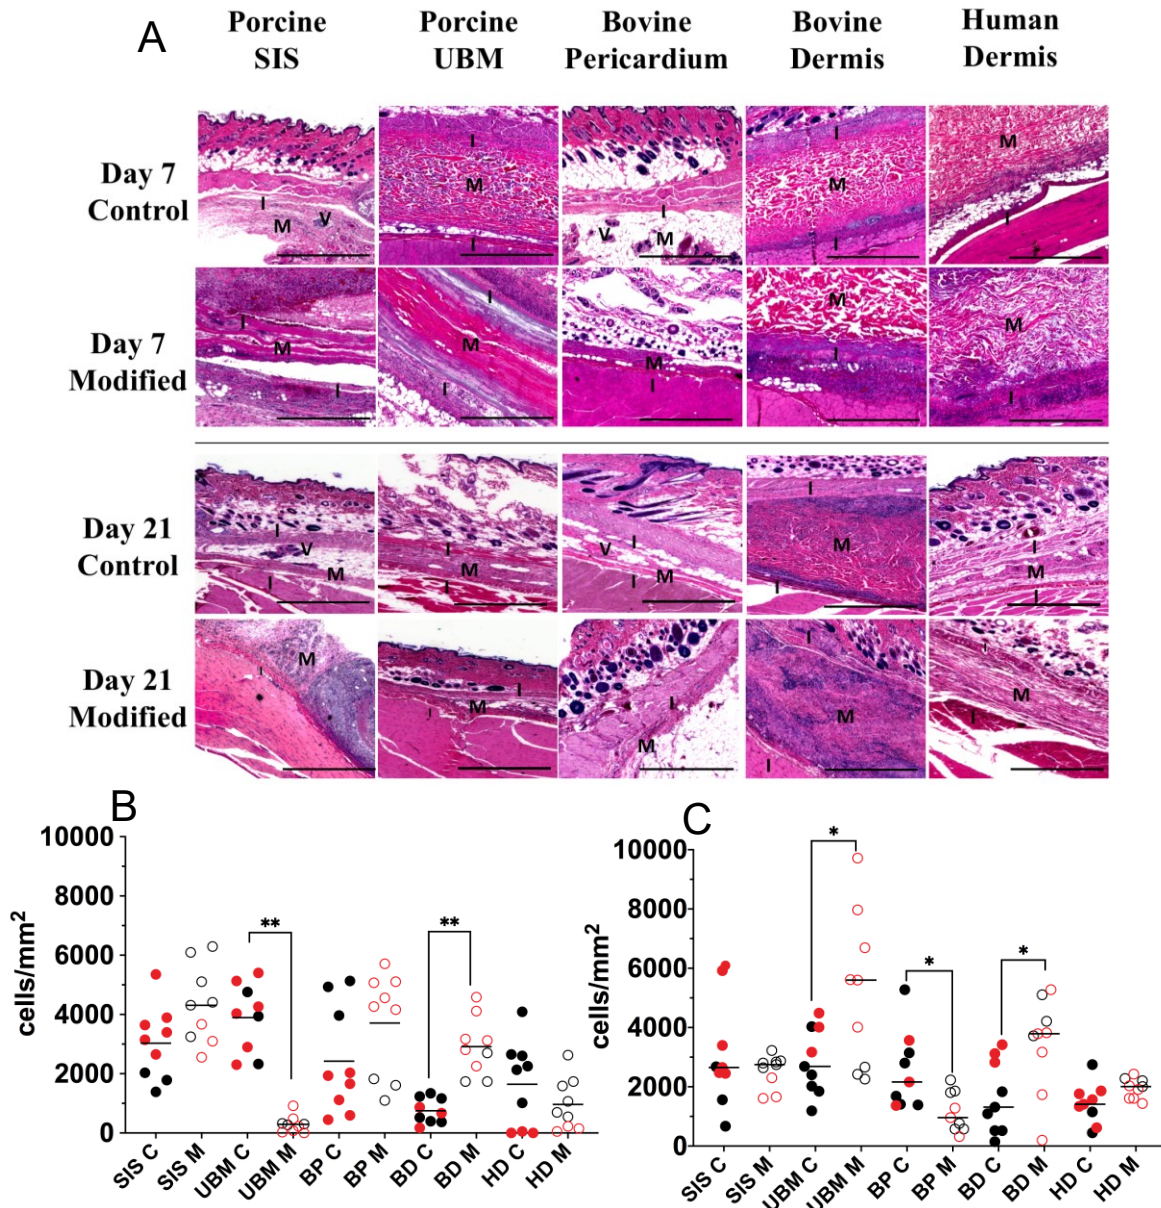 A
Porcine SIS
Porcine UBM
Bovine Pericardium
Bovine Dermis
Human Dermis
Day 7 Control
I
M
V
I
M
I
I
V
M
I
M
I
M
I
Day 7 Modified
I
M
I
I
M
I
M
I
M
I
M
I
Day 21 Control
I
V
M
I
I
M
I
V
I
M
I
I
M
I
I
M
I
Day 21 Modified
M
I
I
M
I
I
M
I
M
I
I
M
I
B
cells/mm²
10000
8000
6000
4000
2000
0
**
**
SIS C
SIS M
UBM C
UBM M
BP C
BP M
BD C
BD M
HD C
HD M
C
cells/mm²
10000
8000
6000
4000
2000
0
*
*
*
SIS C
SIS M
UBM C
UBM M
BP C
BP M
BD C
BD M
HD C
HD M